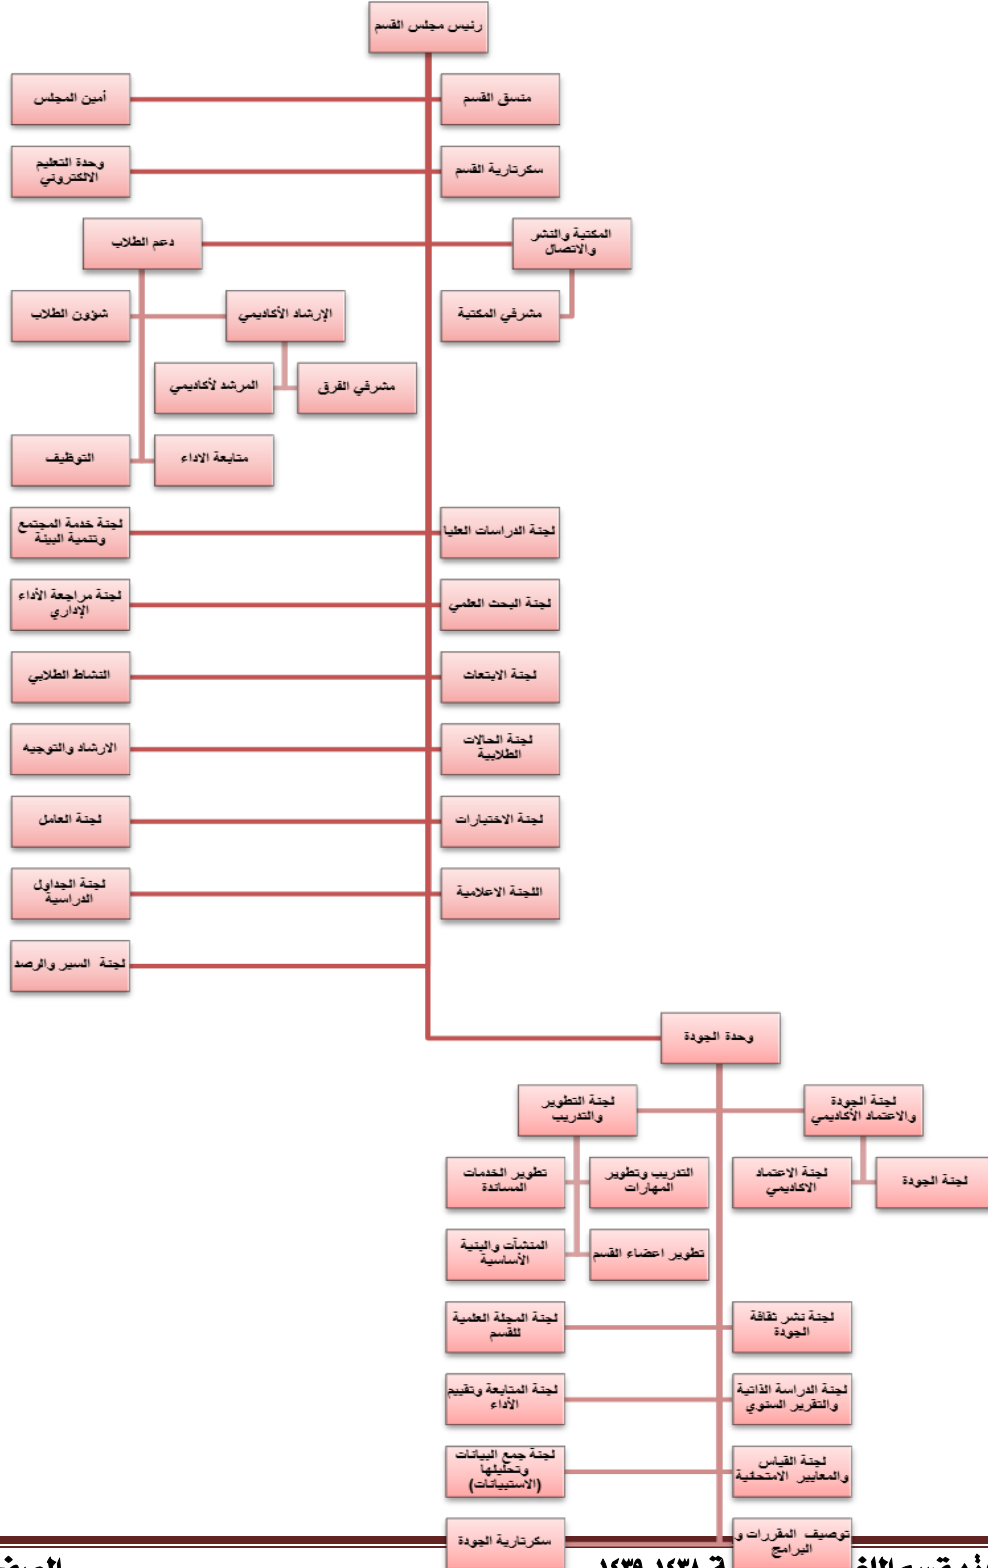 رئيس مجلس القسم
منسق القسم
أمين المجلس
سكرتارية القسم
وحدة التعليم
الالكتروني
المكتبة والنشر
والاتصال
دعم الطلاب
مشرفي المكتبة
الإرشاد الأكاديمي
شؤون الطلاب
مشرفي الفرق
المرشد لأكاديمي
متابعة الاداء
التوظيف
لجنة الدراسات العليا
لجنة خدمة المجتمع
وتنمية البيئة
لجنة البحث العلمي
لجنة مراجعة الأداء
الإداري
لجنة الابتعاث
النشاط الطلابي
لجنة الحالات
الطلابية
الارشاد والتوجيه
لجنة الاختبارات
لجنة العامل
اللجنة الاعلامية
لجنة الجداول
الدراسية
لجنة السير والرصد
وحدة الجودة
لجنة الجودة
والاعتماد الأكاديمي
لجنة التطوير
والتدريب
لجنة الجودة
لجنة الاعتماد
الاكاديمي
التدريب وتطوير
المهارات
تطوير الخدمات
المساندة
تطوير اعضاء القسم
المنشآت والبنية
الأساسية
لجنة نشر ثقافة
الجودة
لجنة المجلة العلمية
للقسم
لجنة الدراسة الذاتية
والتقرير السنوي
لجنة المتابعة وتقييم
الأداء
لجنة القياس
والمعايير الامتحانية
لجنة جمع البيانات
وتحليلها
(الاستبيانات)
توصيف المقررات و
البرامج
سكرتارية الجودة
١٤٣٨-١٤٣٩